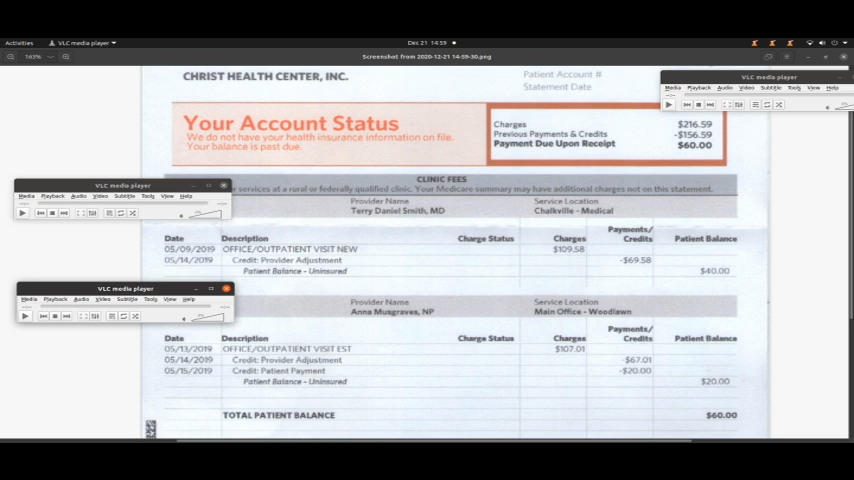 Activities VLC media player Dec 21 14:59
163% Screenshot from 2020-12-21 14-59-30.png
CHRIST HEALTH CENTER, INC.
Patient Account #
Statement Date
VLC media player
Media Playback Audio Video Subtitle Tools View Help
Your Account Status
We do not have your health insurance information on file.
Your balance is past due.
Charges $216.59
Previous Payments & Credits -$156.59
Payment Due Upon Receipt $60.00
CLINIC FEES
VLC media player
Media Playback Audio Video Subtitle Tools View Help
or services at a rural or federally qualified clinic. Your Medicare summary may have additional charges not on this statement.
Provider Name Service Location
Terry Daniel Smith, MD Chalkville - Medical
Date Description Charge Status Charges Payments/ Credits Patient Balance
05/09/2019 OFFICE/OUTPATIENT VISIT NEW $109.58
05/14/2019 Credit: Provider Adjustment -$69.58
Patient Balance - Uninsured $40.00
VLC media player
Media Playback Audio Video Subtitle Tools View Help
Provider Name Service Location
Anna Musgraves, NP Main Office - Woodlawn
Date Description Charge Status Charges Payments/ Credits Patient Balance
05/13/2019 OFFICE/OUTPATIENT VISIT EST $107.01
05/14/2019 Credit: Provider Adjustment -$67.01
05/15/2019 Credit: Patient Payment -$20.00
Patient Balance - Uninsured $20.00
TOTAL PATIENT BALANCE $60.00